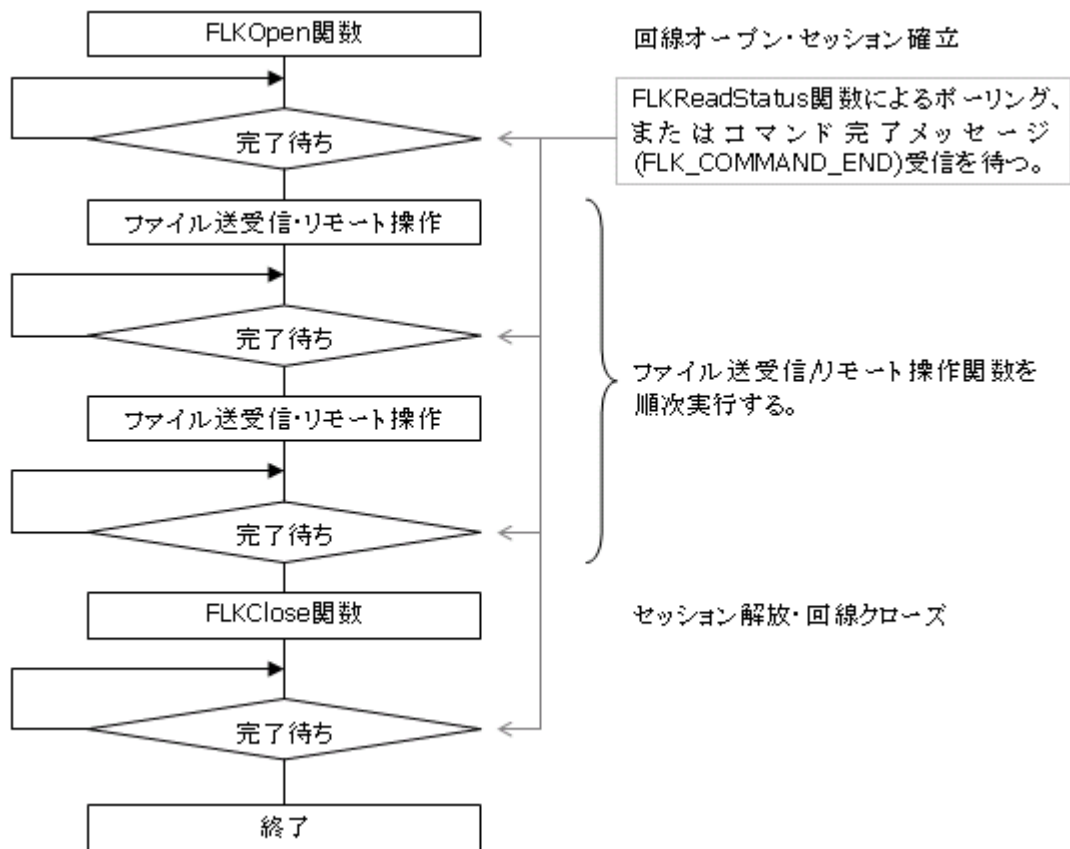 FLKOpen関数
回線オープン・セッション確立
FLKReadStatus関数によるポーリング、
またはコマンド完了メッセージ
(FLK_COMMAND_END)受信を待つ。
完了待ち
ファイル送受信・リモート操作
完了待ち
ファイル送受信/リモート操作関数を
順次実行する。
ファイル送受信・リモート操作
完了待ち
FLKClose関数
セッション解放・回線クローズ
完了待ち
終了